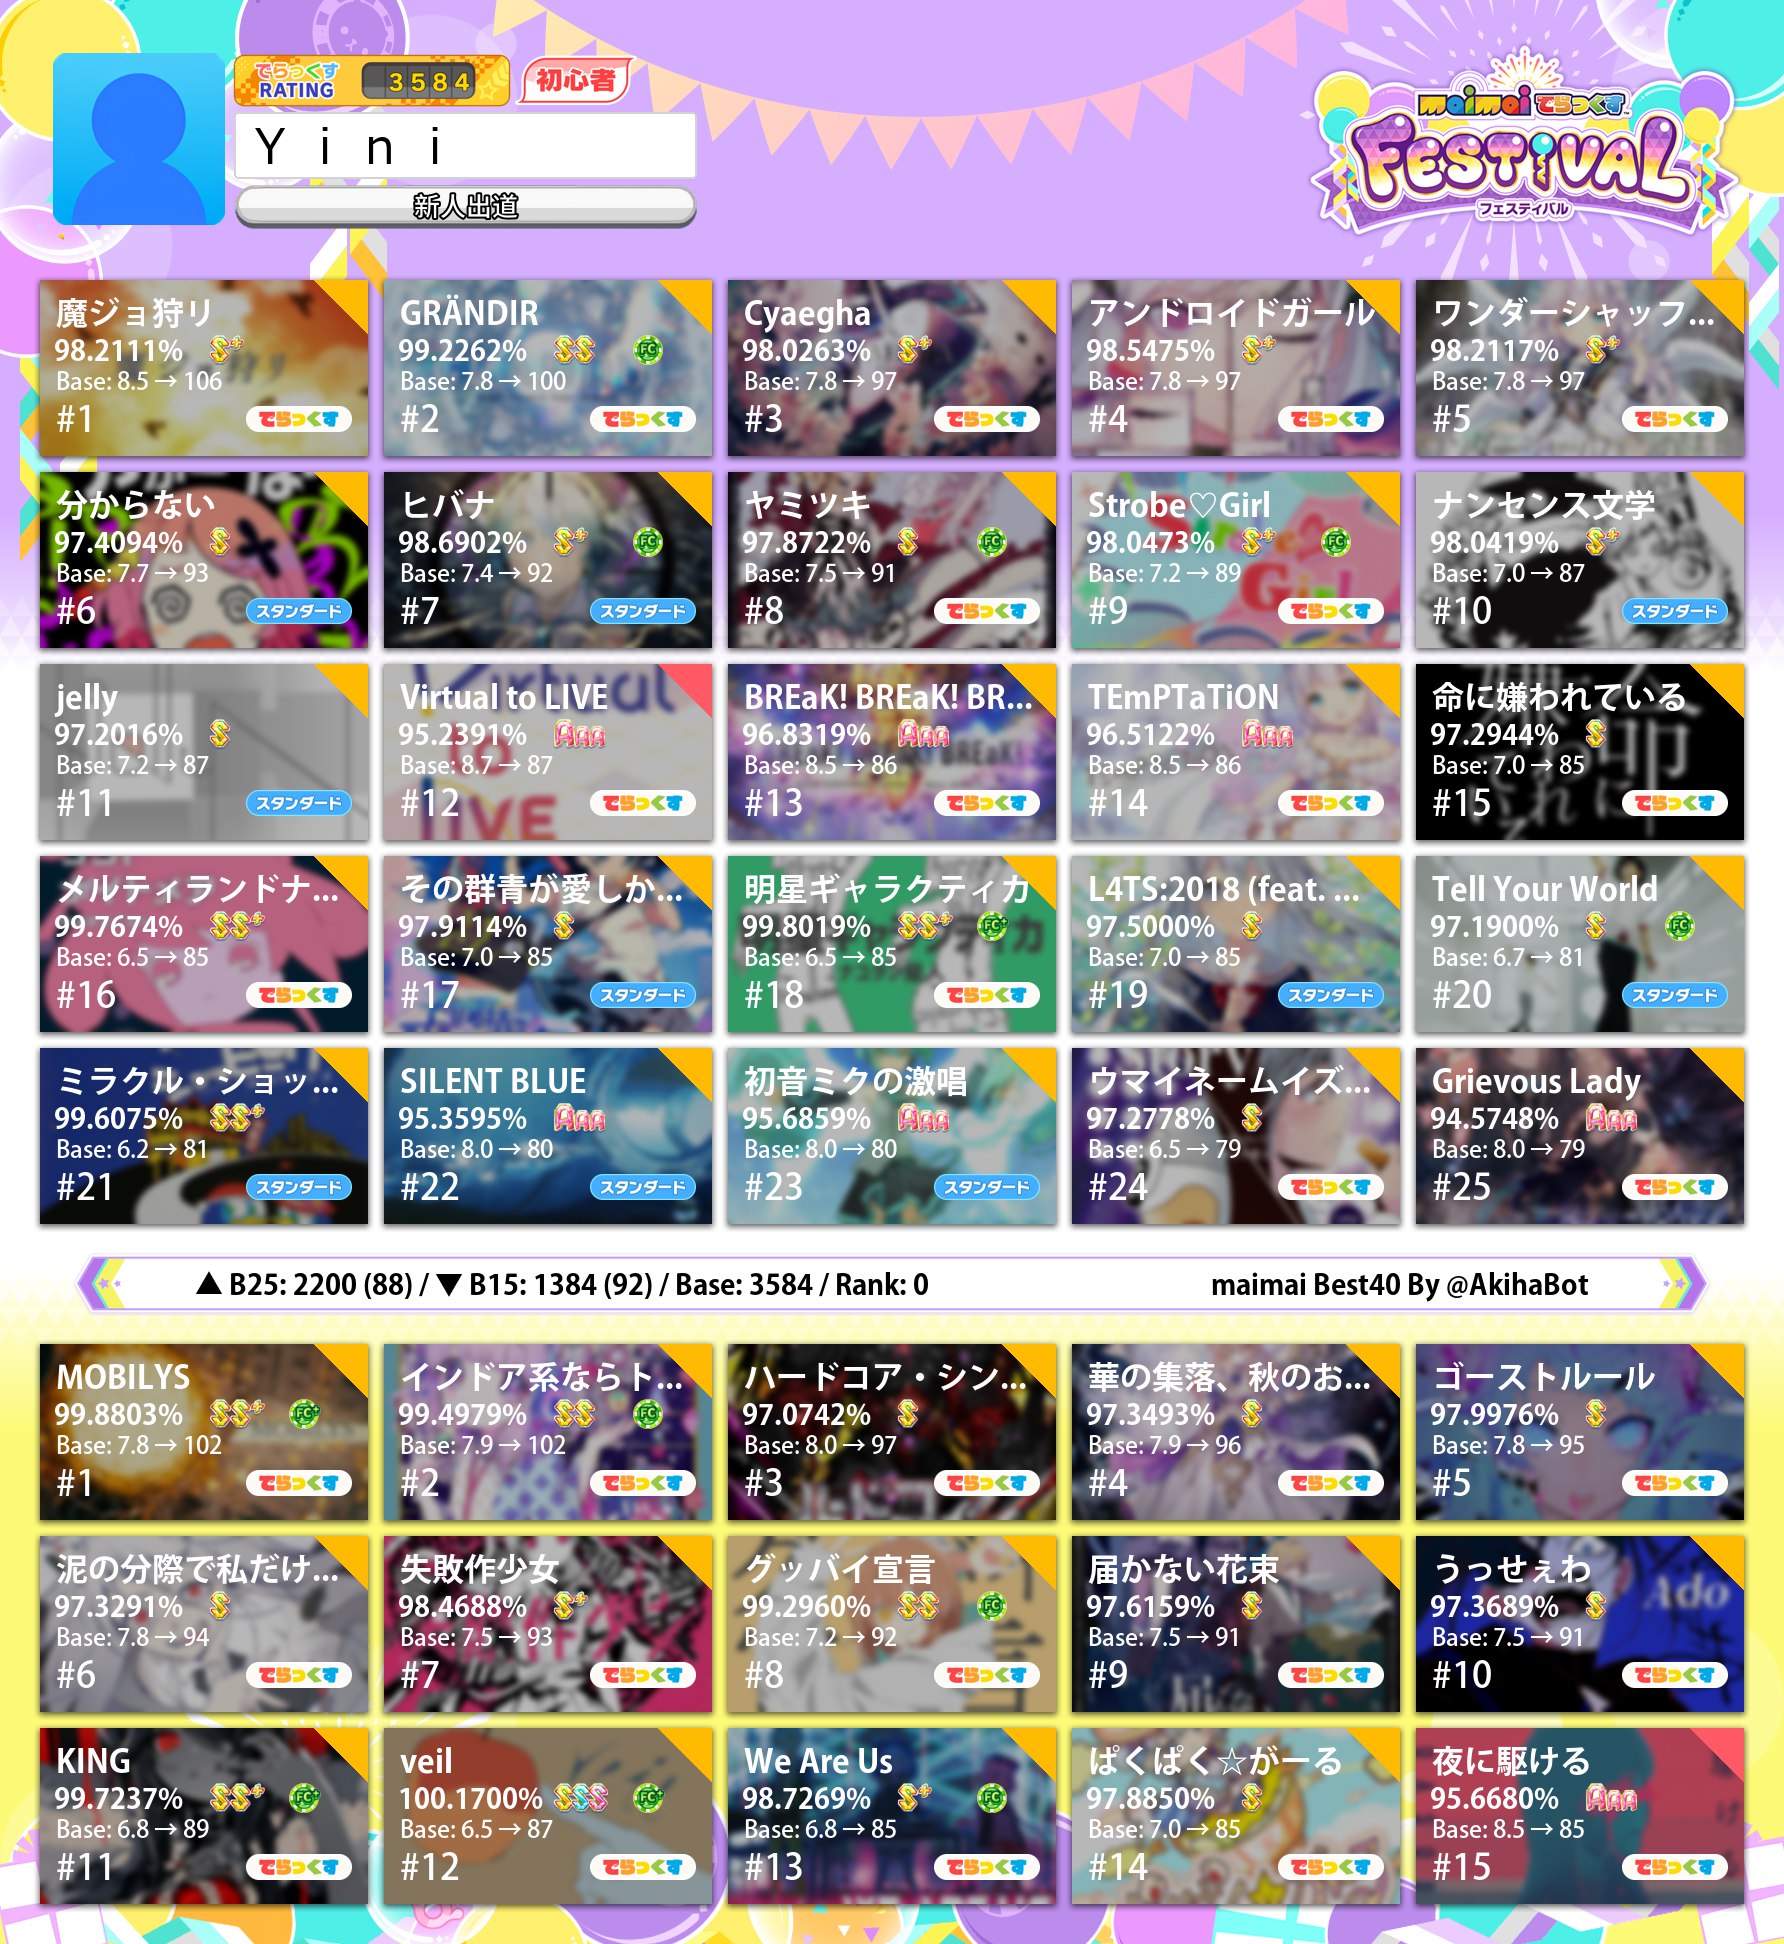 でらっくす
RATING
3584
初心者
Ｙｉｎｉ
新人出道
maimai でらっくす
FESTiVAL
フェスティバル
魔ジョ狩リ
98.2111% S+
Base: 8.5 → 106
#1 でらっくす
GRÄNDIR
99.2262% SS FC
Base: 7.8 → 100
#2 でらっくす
Cyaegha
98.0263% S+
Base: 7.8 → 97
#3 でらっくす
アンドロイドガール
98.5475% S+
Base: 7.8 → 97
#4 でらっくす
ワンダーシャッフ...
98.2117% S+
Base: 7.8 → 97
#5 でらっくす
分からない
97.4094% S
Base: 7.7 → 93
#6 スタンダード
ヒバナ
98.6902% S+ FC
Base: 7.4 → 92
#7 スタンダード
ヤミツキ
97.8722% S FC
Base: 7.5 → 91
#8 でらっくす
Strobe♡Girl
98.0473% S+ FC
Base: 7.2 → 89
#9 でらっくす
ナンセンス文学
98.0419% S+
Base: 7.0 → 87
#10 スタンダード
jelly
97.2016% S
Base: 7.2 → 87
#11 スタンダード
Virtual to LIVE
95.2391% AAA
Base: 8.7 → 87
#12 でらっくす
BREaK! BREaK! BR...
96.8319% AAA
Base: 8.5 → 86
#13 でらっくす
TEmPTaTiON
96.5122% AAA
Base: 8.5 → 86
#14 でらっくす
命に嫌われている
97.2944% S
Base: 7.0 → 85
#15 でらっくす
メルティランドナ...
99.7674% SS+
Base: 6.5 → 85
#16 でらっくす
その群青が愛しか...
97.9114% S
Base: 7.0 → 85
#17 スタンダード
明星ギャラクティカ
99.8019% SS+ FC+
Base: 6.5 → 85
#18 でらっくす
L4TS:2018 (feat. ...
97.5000% S
Base: 7.0 → 85
#19 スタンダード
Tell Your World
97.1900% S FC
Base: 6.7 → 81
#20 スタンダード
ミラクル・ショッ...
99.6075% SS+
Base: 6.2 → 81
#21 スタンダード
SILENT BLUE
95.3595% AAA
Base: 8.0 → 80
#22 スタンダード
初音ミクの激唱
95.6859% AAA
Base: 8.0 → 80
#23 スタンダード
ウマイネームイズ...
97.2778% S
Base: 6.5 → 79
#24 でらっくす
Grievous Lady
94.5748% AAA
Base: 8.0 → 79
#25 でらっくす
▲ B25: 2200 (88) / ▼ B15: 1384 (92) / Base: 3584 / Rank: 0
maimai Best40 By @AkihaBot
MOBILYS
99.8803% SS+ FC+
Base: 7.8 → 102
#1 でらっくす
インドア系ならト...
99.4979% SS FC
Base: 7.9 → 102
#2 でらっくす
ハードコア・シン...
97.0742% S
Base: 8.0 → 97
#3 でらっくす
華の集落、秋のお...
97.3493% S
Base: 7.9 → 96
#4 でらっくす
ゴーストルール
97.9976% S
Base: 7.8 → 95
#5 でらっくす
泥の分際で私だけ...
97.3291% S
Base: 7.8 → 94
#6 でらっくす
失敗作少女
98.4688% S+
Base: 7.5 → 93
#7 でらっくす
グッバイ宣言
99.2960% SS FC
Base: 7.2 → 92
#8 でらっくす
届かない花束
97.6159% S
Base: 7.5 → 91
#9 でらっくす
うっせぇわ
97.3689% S
Base: 7.5 → 91
#10 でらっくす
KING
99.7237% SS+ FC+
Base: 6.8 → 89
#11 でらっくす
veil
100.1700% SSS FC+
Base: 6.5 → 87
#12 でらっくす
We Are Us
98.7269% S+ FC
Base: 6.8 → 85
#13 でらっくす
ぱくぱく☆がーる
97.8850% S
Base: 7.0 → 85
#14 でらっくす
夜に駆ける
95.6680% AAA
Base: 8.5 → 85
#15 でらっくす